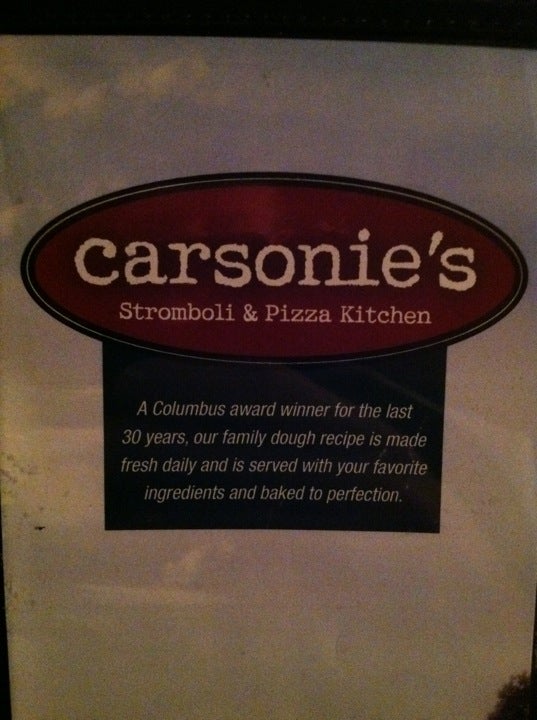 carsonie's
Stromboli & Pizza Kitchen
A Columbus award winner for the last
30 years, our family dough recipe is made
fresh daily and is served with your favorite
ingredients and baked to perfection.